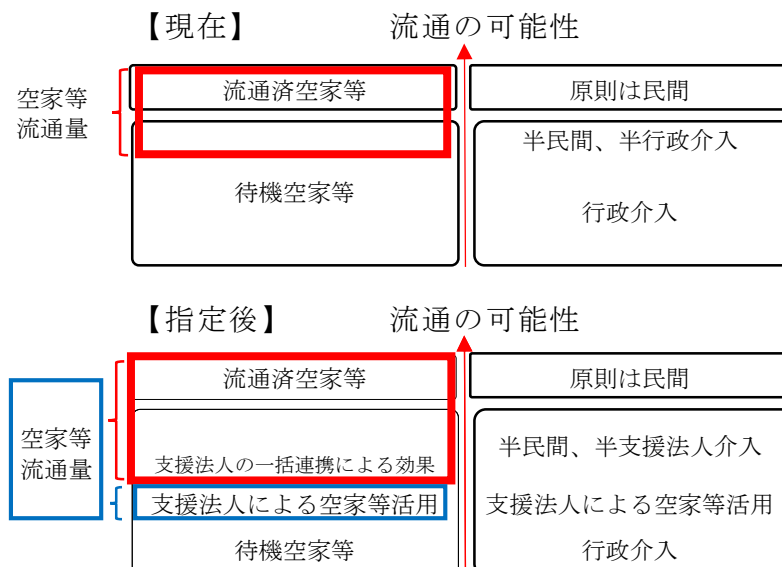 【現在】 流通の可能性
空家等
流通量
流通済空家等
原則は民間
半民間、半行政介入
待機空家等
行政介入
【指定後】 流通の可能性
空家等
流通量
流通済空家等
原則は民間
半民間、半支援法人介入
支援法人の一括連携による効果
支援法人による空家等活用
支援法人による空家等活用
待機空家等
行政介入